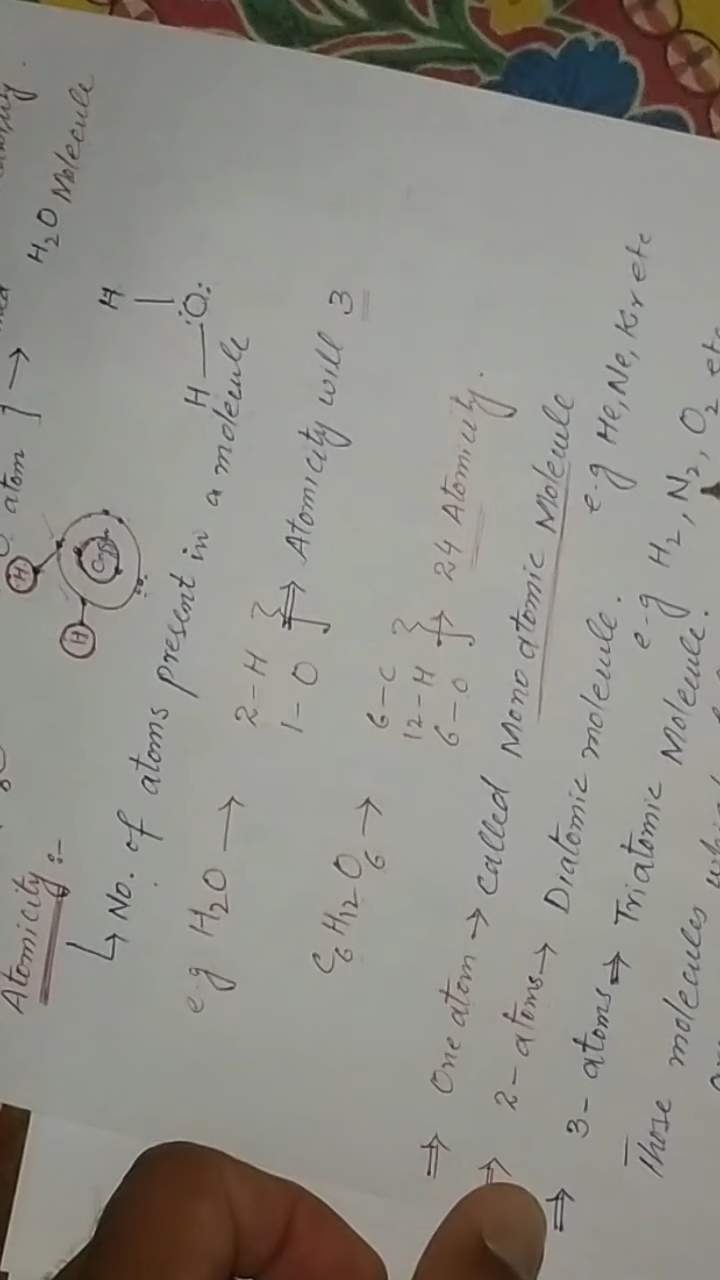 atom } → H2O Molecule
H
H
O
H
H — O:
Atomicity :-
↳ No. of atoms present in a molecule
e.g H2O → 2 - H
1 - O } ⇒ Atomicity will 3
C6H12O6 → 6 - C
12 - H
6 - O } ⇒ 24 Atomicity.
⇒ One atom → called Mono atomic Molecule
e.g He, Ne, Kr etc
⇒ 2 - atoms → Diatomic molecule.
e.g H2, N2, O2 etc
⇒ 3 - atoms ⇒ Triatomic Molecule.
Those molecules which